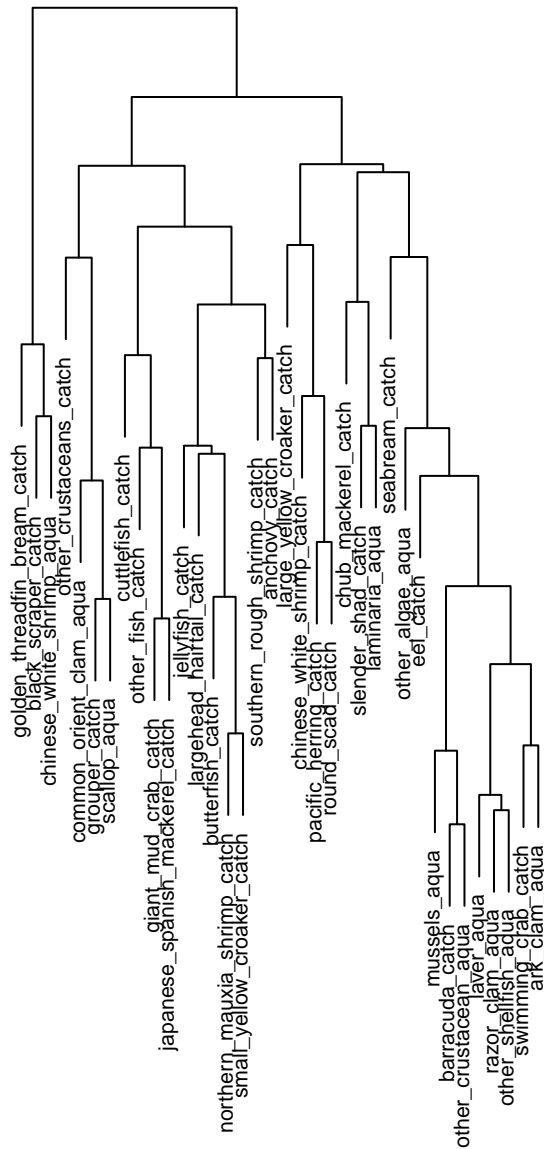 golden_threadfin_bream_catch
black_scraper_catch
chinese_white_shrimp_aqua
other_crustaceans_catch
common_orient_clam_aqua
grouper_catch
scallop_aqua
cuttlefish_catch
other_fish_catch
giant_mud_crab_catch
japanese_spanish_mackerel_catch
jellyfish_catch
largehead_hairtail_catch
butterfish_catch
northern_mauxia_shrimp_catch
small_yellow_croaker_catch
southern_rough_shrimp_catch
anchovy_catch
large_yellow_croaker_catch
chinese_white_shrimp_catch
pacific_herring_catch
round_scad_catch
chub_mackerel_catch
slender_shad_catch
laminaria_aqua
seabream_catch
other_algae_aqua
eel_catch
mussels_aqua
barracuda_catch
other_crustacean_aqua
laver_aqua
razor_clam_aqua
other_shellfish_aqua
swimming_crab_catch
ark_clam_aqua